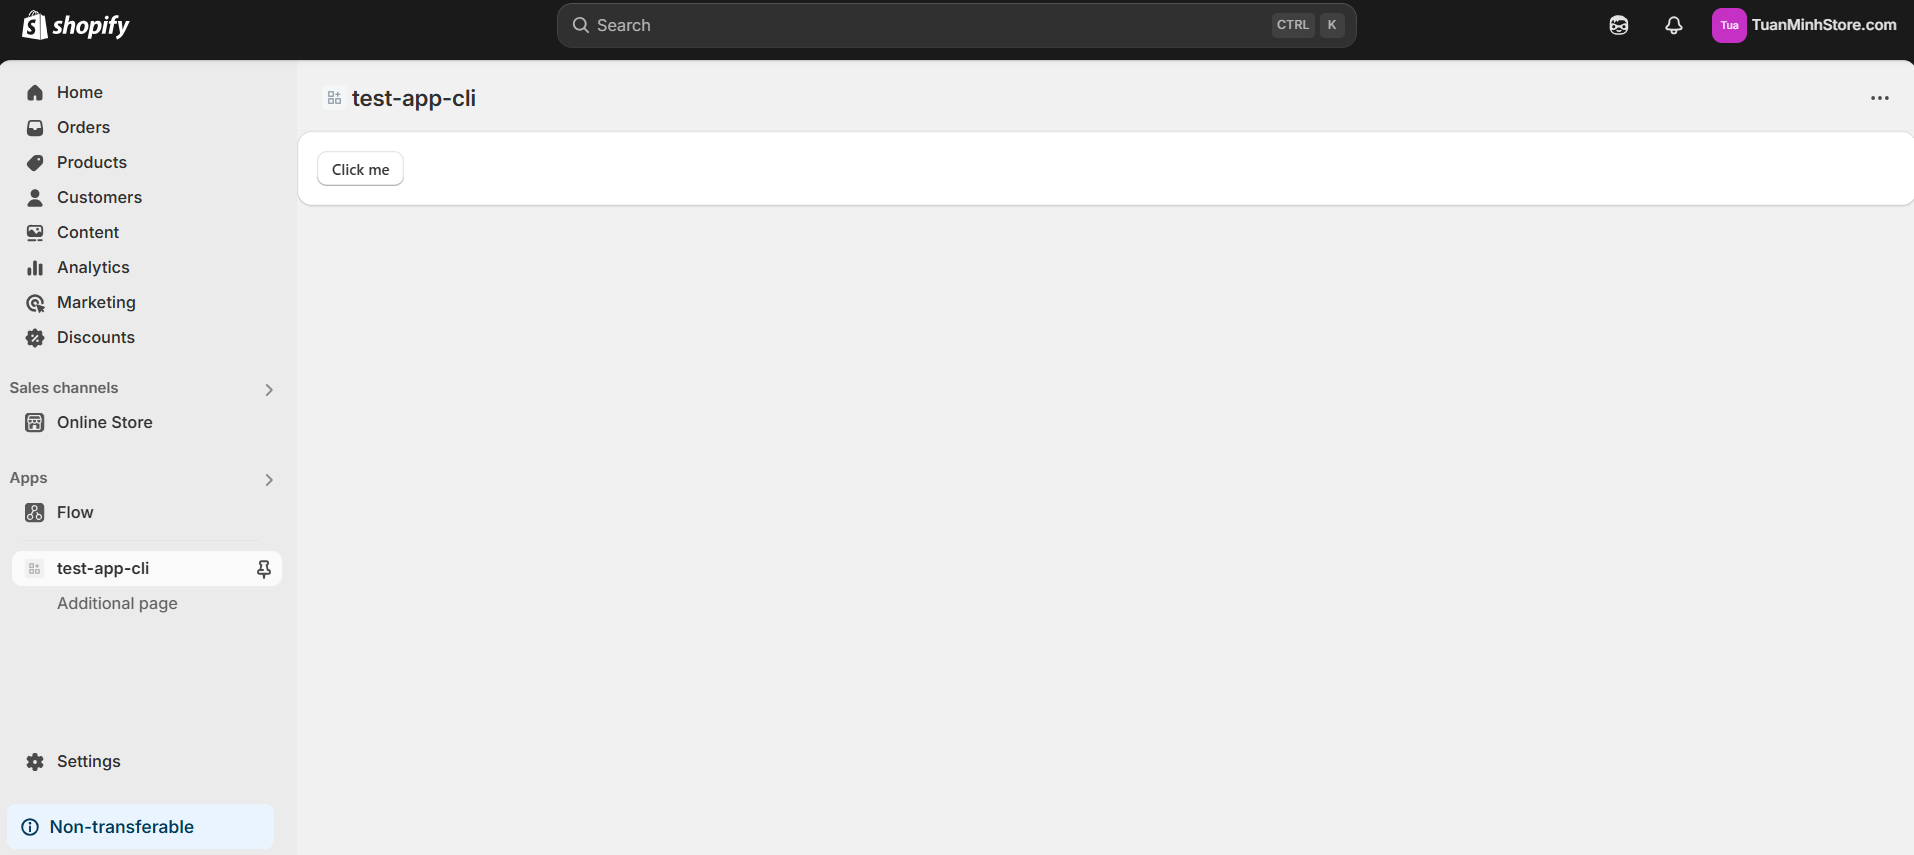 shopify
Search CTRL K
Tua TuanMinhStore.com
Home
Orders
Products
Customers
Content
Analytics
Marketing
Discounts
Sales channels
Online Store
Apps
Flow
test-app-cli
Additional page
Settings
Non-transferable
test-app-cli
Click me